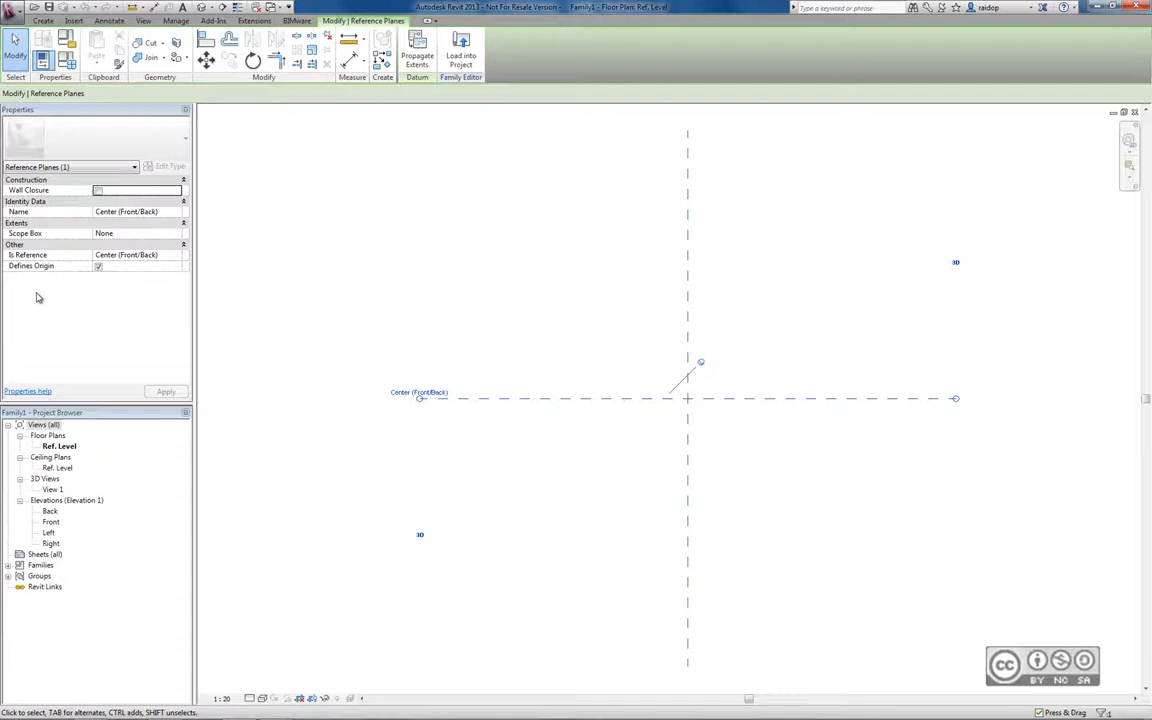 Autodesk Revit 2013 - Not For Resale Version - Family1 - Floor Plan: Ref. Level
Type a keyword or phrase
raidop
Create Insert Annotate View Manage Add-Ins Extensions BIMware Modify | Reference Planes
Modify
Paste
Cut
Join
Propagate Extents
Load into Project
Select Properties Clipboard Geometry Modify Measure Create Datum Family Editor
Modify | Reference Planes
Properties
Reference Planes (1)
Edit Type
Construction
Wall Closure
Identity Data
Name Center (Front/Back)
Extents
Scope Box None
Other
Is Reference Center (Front/Back)
Defines Origin
Properties help
Apply
Family1 - Project Browser
Views (all)
Floor Plans
Ref. Level
Ceiling Plans
Ref. Level
3D Views
View 1
Elevations (Elevation 1)
Back
Front
Left
Right
Sheets (all)
Families
Groups
Revit Links
3D
Center (Front/Back)
3D
cc
BY NC SA
1 : 20
Click to select, TAB for alternates, CTRL adds, SHIFT unselects.
Press & Drag
:1